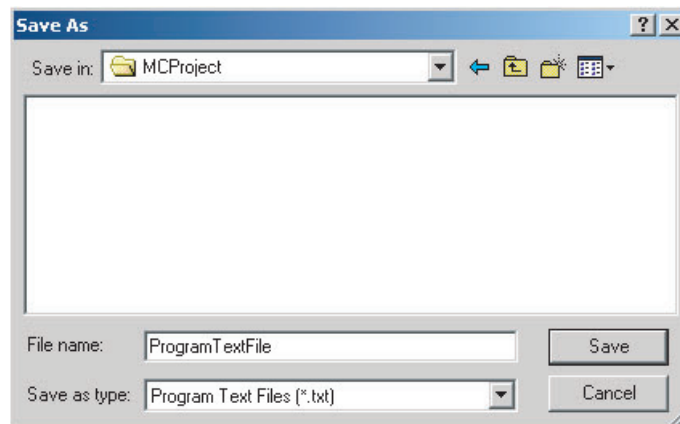 Save As
Save in: MCProject
File name: ProgramTextFile
Save
Save as type: Program Text Files (*.txt)
Cancel